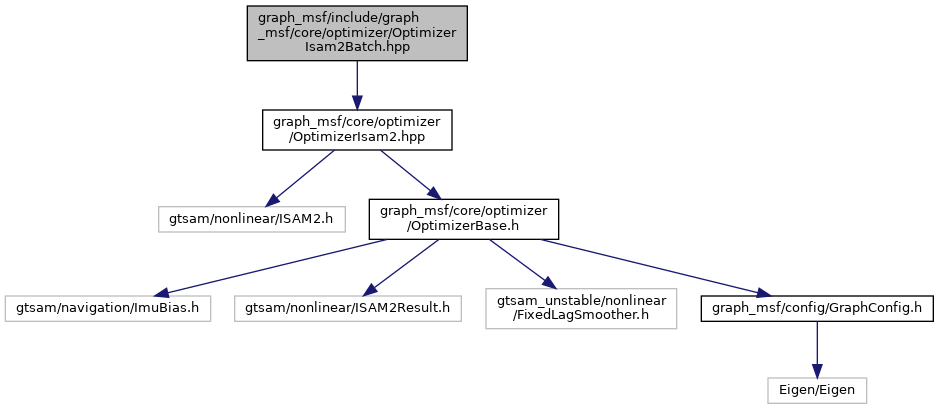 graph_msf/include/graph
_msf/core/optimizer/Optimizer
Isam2Batch.hpp
graph_msf/core/optimizer
/OptimizerIsam2.hpp
gtsam/nonlinear/ISAM2.h
graph_msf/core/optimizer
/OptimizerBase.h
gtsam/navigation/ImuBias.h
gtsam/nonlinear/ISAM2Result.h
gtsam_unstable/nonlinear
/FixedLagSmoother.h
graph_msf/config/GraphConfig.h
Eigen/Eigen